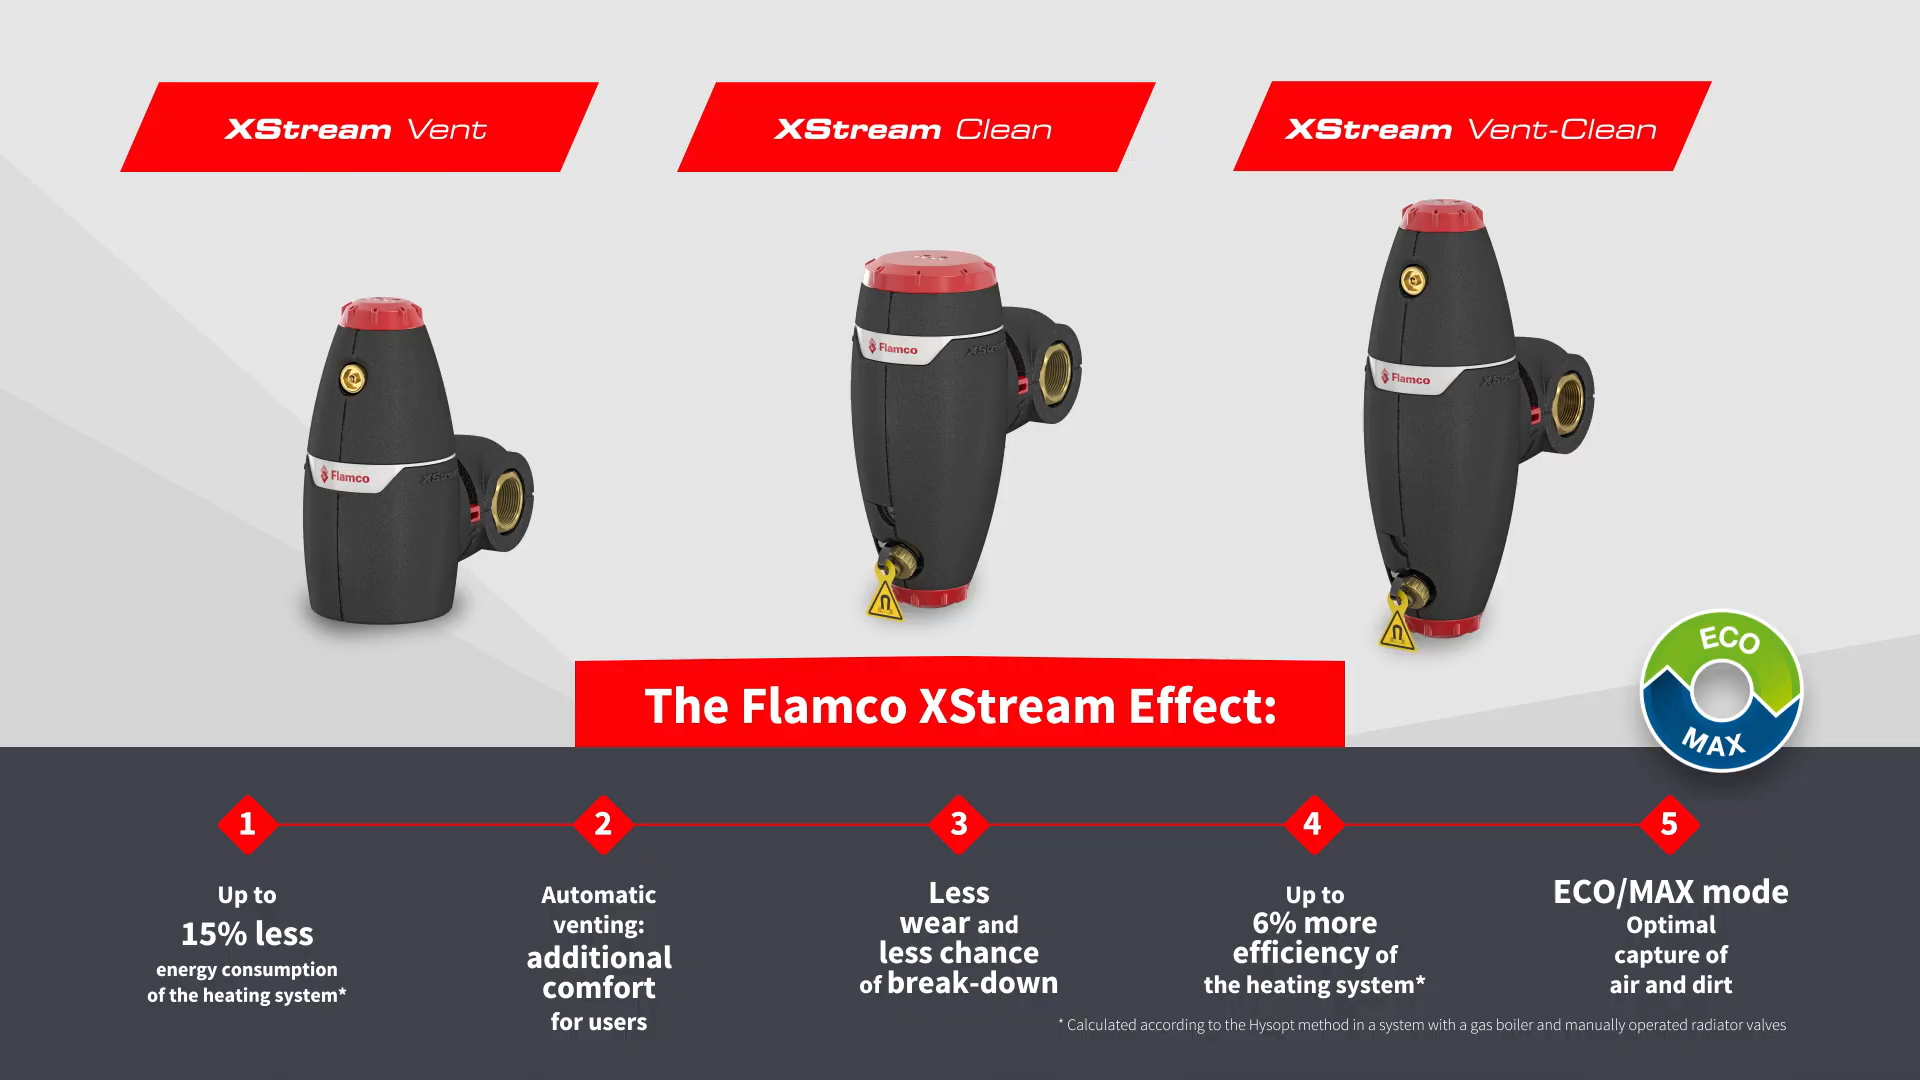 XStream Vent
XStream Clean
XStream Vent-Clean
Flamco
Flamco
Flamco
The Flamco XStream Effect:
ECO
MAX
1
Up to
15% less
energy consumption
of the heating system*
2
Automatic
venting:
additional
comfort
for users
3
Less
wear and
less chance
of break-down
4
Up to
6% more
efficiency of
the heating system*
5
ECO/MAX mode
Optimal
capture of
air and dirt
* Calculated according to the Hysopt method in a system with a gas boiler and manually operated radiator valves